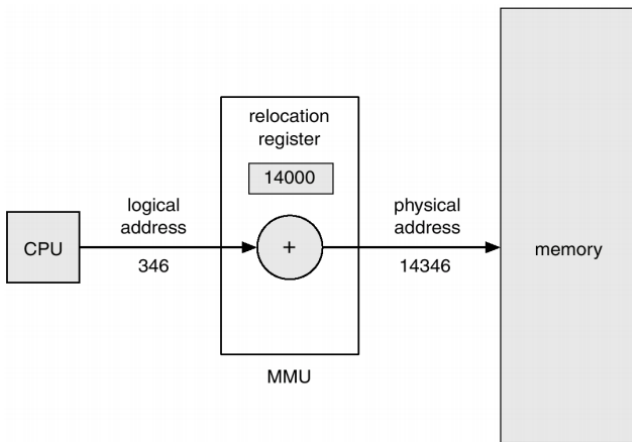 relocation
register
14000
logical
address
physical
address
CPU
+
memory
346
14346
MMU